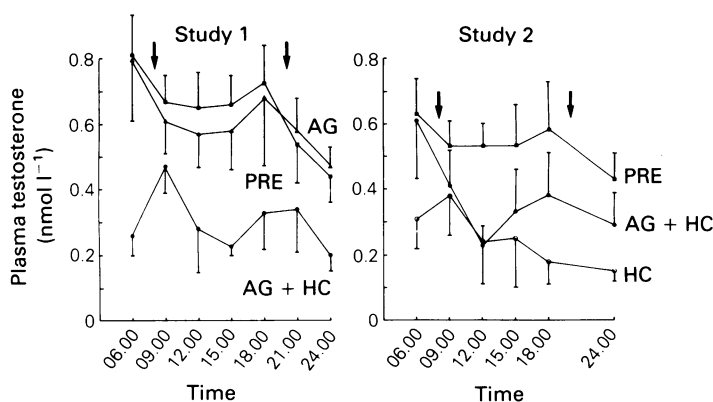 Study 1
Study 2
Plasma testosterone
(nmol l⁻¹)
0.8
0.6
0.4
0.2
0
AG
PRE
AG + HC
06.00
09.00
12.00
15.00
18.00
21.00
24.00
Time
0.8
0.6
0.4
0.2
0
PRE
AG + HC
HC
06.00
09.00
12.00
15.00
18.00
24.00
Time